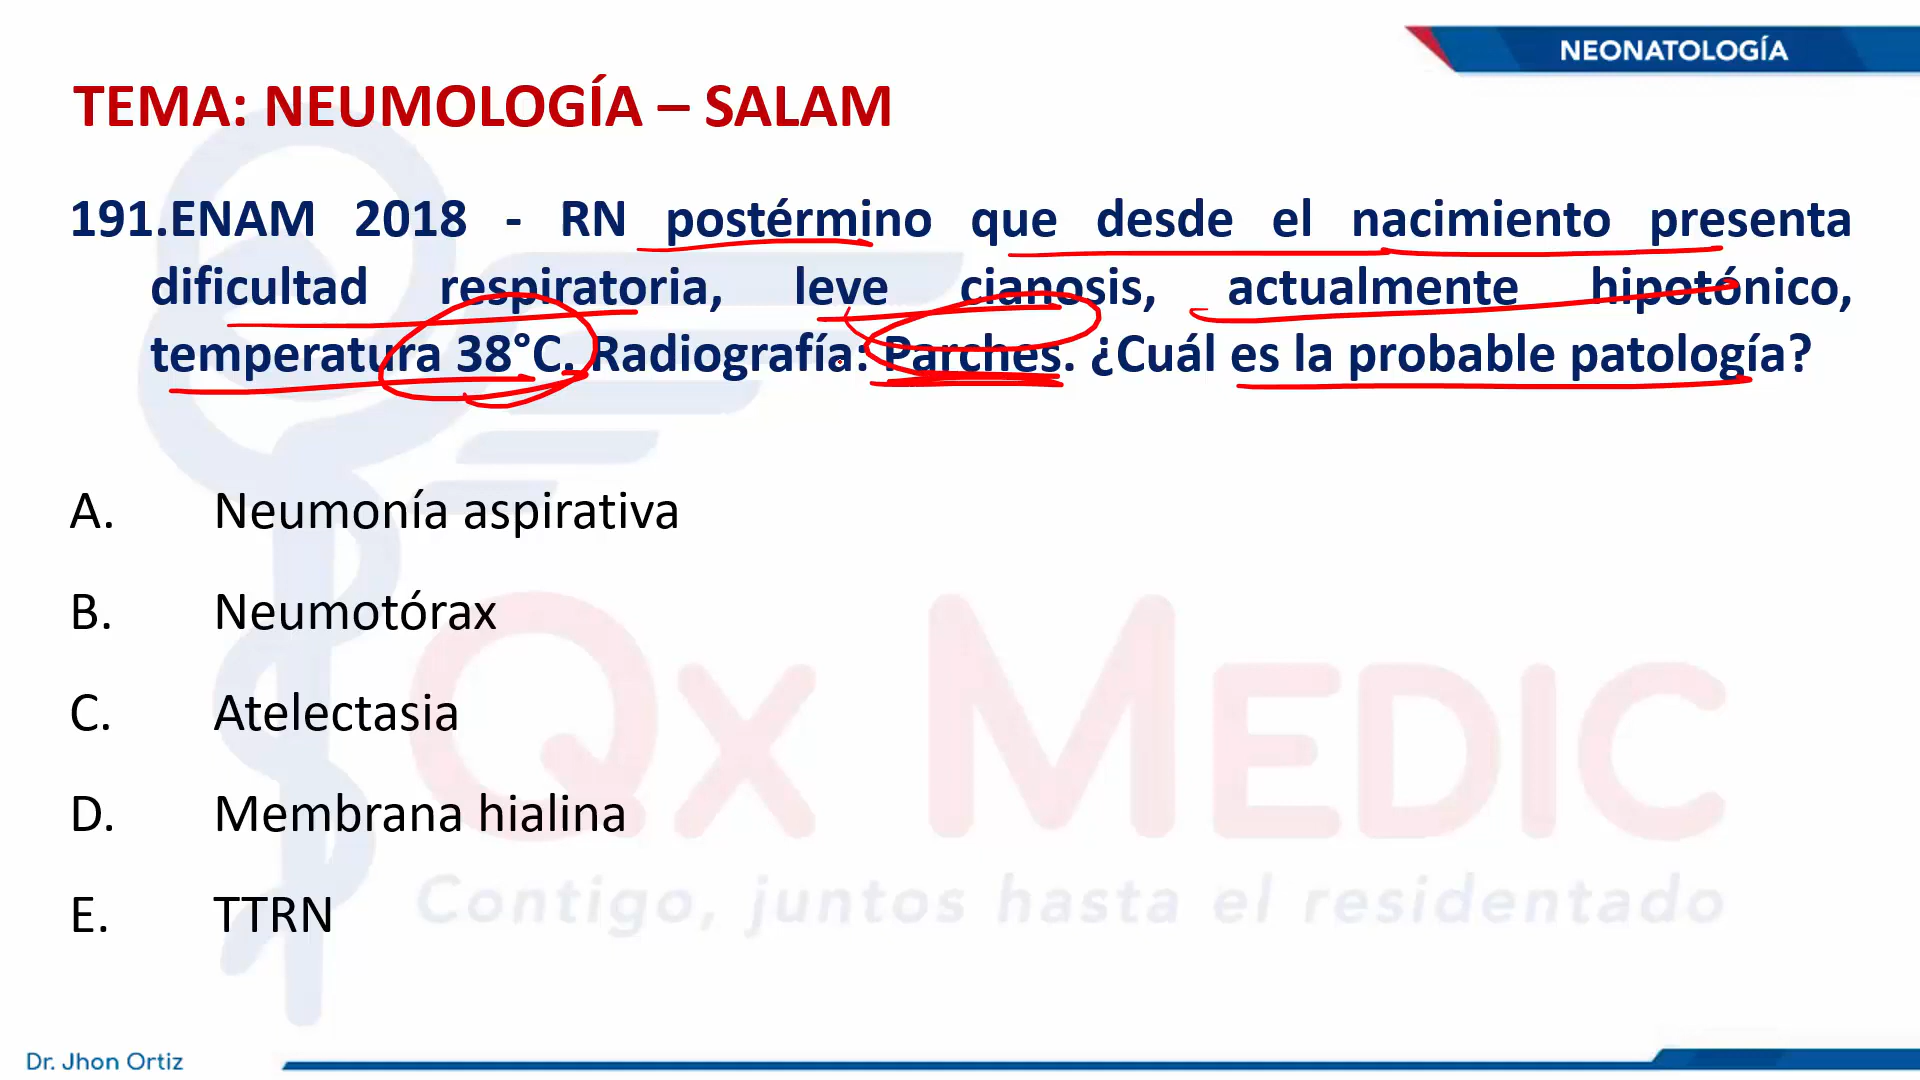 NEONATOLOGÍA
TEMA: NEUMOLOGÍA – SALAM
191.ENAM 2018 - RN postérmino que desde el nacimiento presenta
dificultad respiratoria, leve cianosis, actualmente hipotónico,
temperatura 38°C. Radiografía: Parches. ¿Cuál es la probable patología?
A. Neumonía aspirativa
B. Neumotórax
C. Atelectasia
D. Membrana hialina
E. TTRN
Qx MEDIC
Contigo, juntos hasta el residentado
Dr. Jhon Ortiz